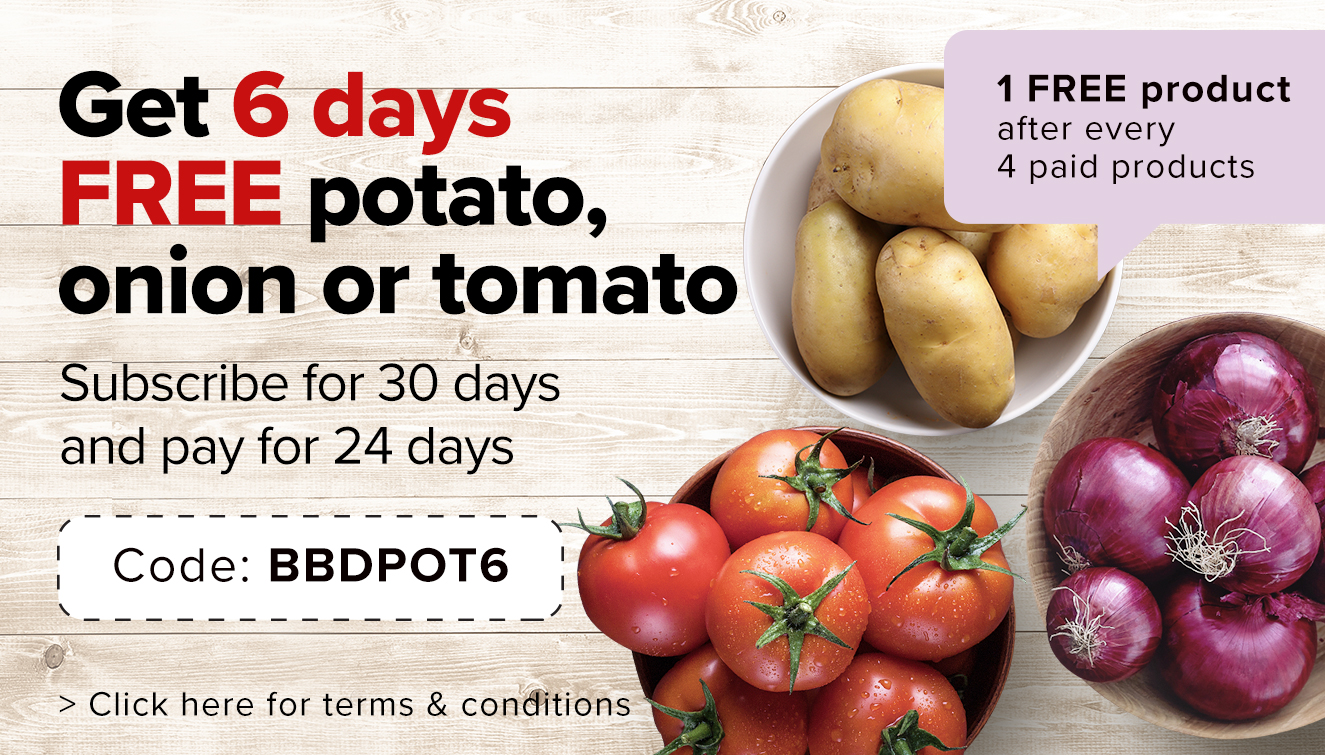 Get 6 days
FREE potato,
onion or tomato
Subscribe for 30 days
and pay for 24 days
Code: BBDPOT6
> Click here for terms & conditions
1 FREE product
after every
4 paid products